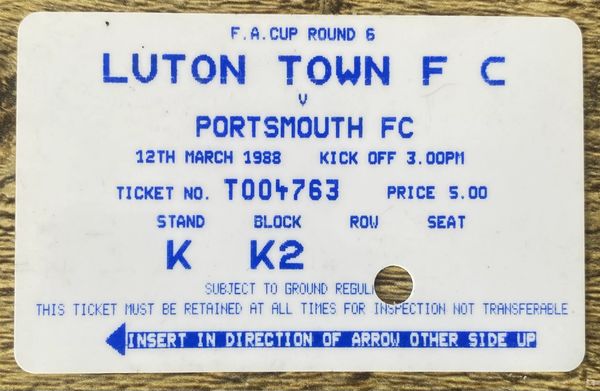 F.A.CUP ROUND 6
LUTON TOWN F C
V
PORTSMOUTH FC
12TH MARCH 1988 KICK OFF 3.00PM
TICKET NO. T004763 PRICE 5.00
STAND BLOCK ROW SEAT
K K2
SUBJECT TO GROUND
THIS TICKET MUST BE RETAINED AT ALL TIMES FOR INSPECTION NOT TRANSFERABLE.
INSERT IN DIRECTION OF ARROW OTHER SIDE UP